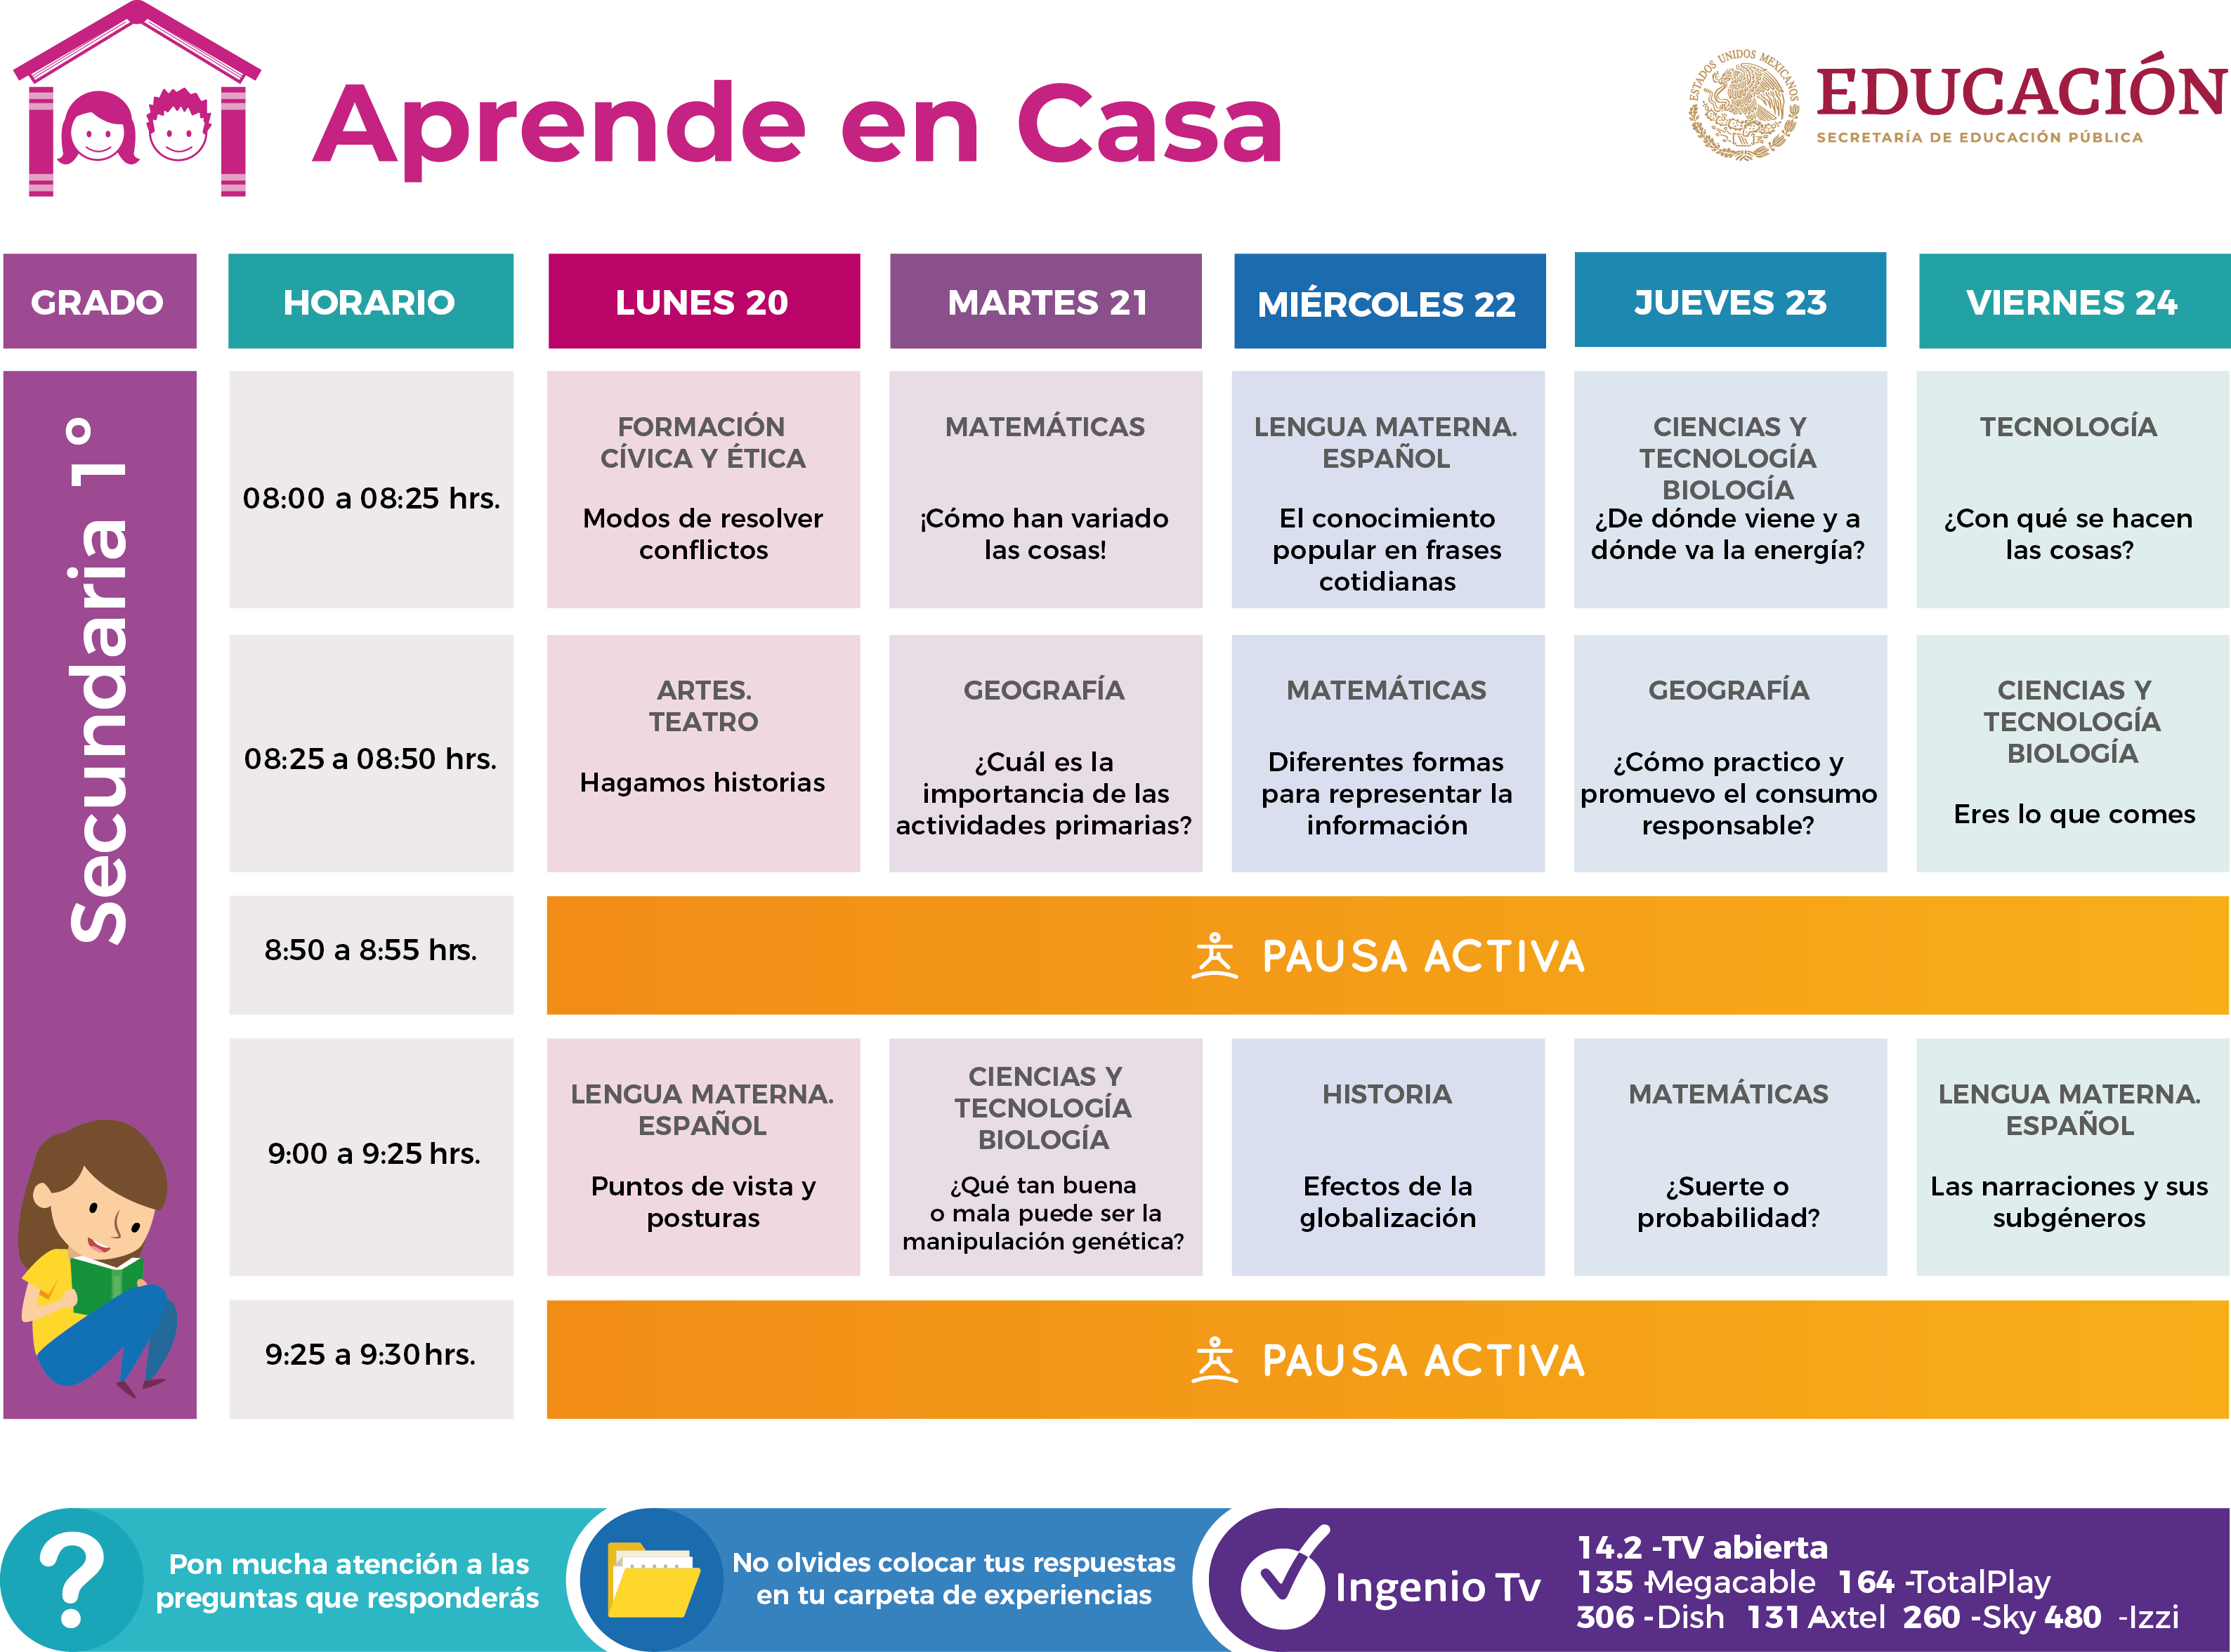 Aprende en Casa
ESTADOS UNIDOS MEXICANOS
EDUCACIÓN
SECRETARÍA DE EDUCACIÓN PÚBLICA
GRADO
HORARIO
LUNES 20
MARTES 21
MIÉRCOLES 22
JUEVES 23
VIERNES 24
Secundaria 1°
08:00 a 08:25 hrs.
FORMACIÓN
CÍVICA Y ÉTICA
Modos de resolver
conflictos
MATEMÁTICAS
¡Cómo han variado
las cosas!
LENGUA MATERNA.
ESPAÑOL
El conocimiento
popular en frases
cotidianas
CIENCIAS Y
TECNOLOGÍA
BIOLOGÍA
¿De dónde viene y a
dónde va la energía?
TECNOLOGÍA
¿Con qué se hacen
las cosas?
08:25 a 08:50 hrs.
ARTES.
TEATRO
Hagamos historias
GEOGRAFÍA
¿Cuál es la
importancia de las
actividades primarias?
MATEMÁTICAS
Diferentes formas
para representar la
información
GEOGRAFÍA
¿Cómo practico y
promuevo el consumo
responsable?
CIENCIAS Y
TECNOLOGÍA
BIOLOGÍA
Eres lo que comes
8:50 a 8:55 hrs.
PAUSA ACTIVA
9:00 a 9:25 hrs.
LENGUA MATERNA.
ESPAÑOL
Puntos de vista y
posturas
CIENCIAS Y
TECNOLOGÍA
BIOLOGÍA
¿Qué tan buena
o mala puede ser la
manipulación genética?
HISTORIA
Efectos de la
globalización
MATEMÁTICAS
¿Suerte o
probabilidad?
LENGUA MATERNA.
ESPAÑOL
Las narraciones y sus
subgéneros
9:25 a 9:30 hrs.
PAUSA ACTIVA
Pon mucha atención a las
preguntas que responderás
No olvides colocar tus respuestas
en tu carpeta de experiencias
Ingenio Tv
14.2 -TV abierta
135 -Megacable 164 -TotalPlay
306 -Dish 131 Axtel 260 -Sky 480 -Izzi